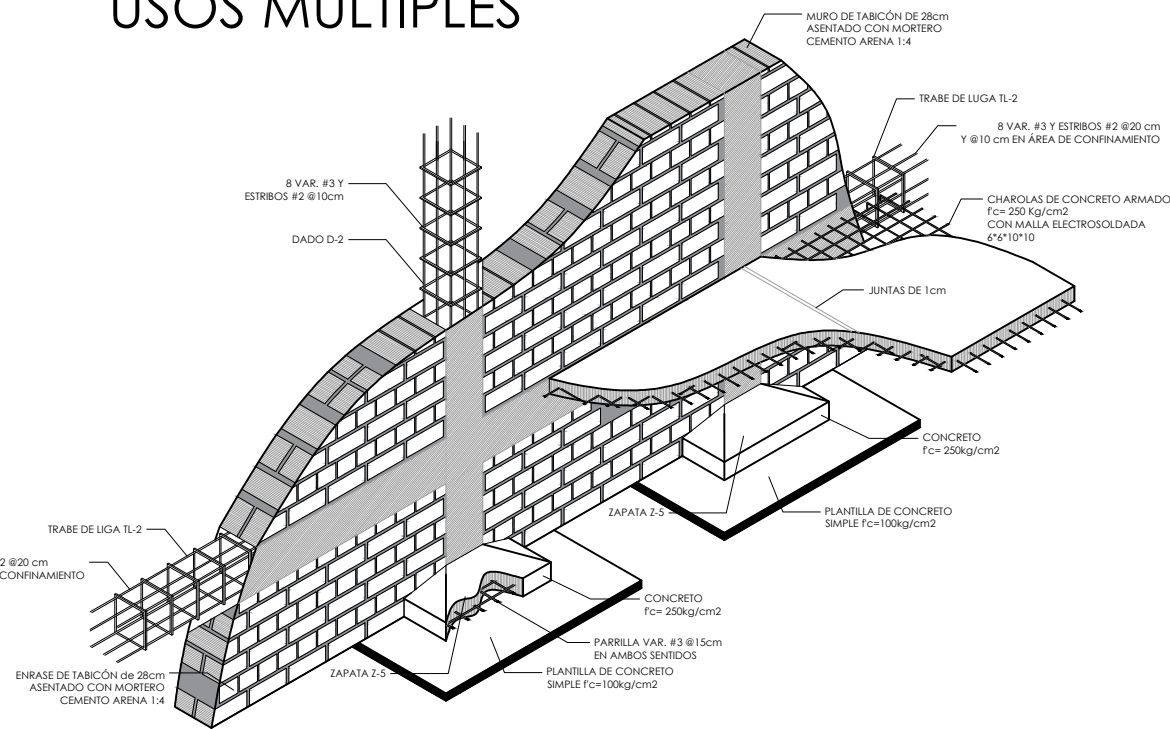 USOS MÚLTIPLES
MURO DE TABICÓN DE 28cm
ASENTADO CON MORTERO
CEMENTO ARENA 1:4
TRABE DE LUGA TL-2
8 VAR. #3 Y ESTRIBOS #2 @20 cm
Y @10 cm EN ÁREA DE CONFINAMIENTO
8 VAR. #3 Y
ESTRIBOS #2 @10cm
DADO D-2
CHAROLAS DE CONCRETO ARMADO
f'c= 250 Kg/cm2
CON MALLA ELECTROSOLDADA
6*6*10*10
JUNTAS DE 1cm
CONCRETO
f'c= 250kg/cm2
ZAPATA Z-5
PLANTILLA DE CONCRETO
SIMPLE f'c=100kg/cm2
TRABE DE LIGA TL-2
2 @20 cm
CONFINAMIENTO
CONCRETO
f'c= 250kg/cm2
PARRILLA VAR. #3 @15cm
EN AMBOS SENTIDOS
ZAPATA Z-5
PLANTILLA DE CONCRETO
SIMPLE f'c=100kg/cm2
ENRASE DE TABICÓN de 28cm
ASENTADO CON MORTERO
CEMENTO ARENA 1:4